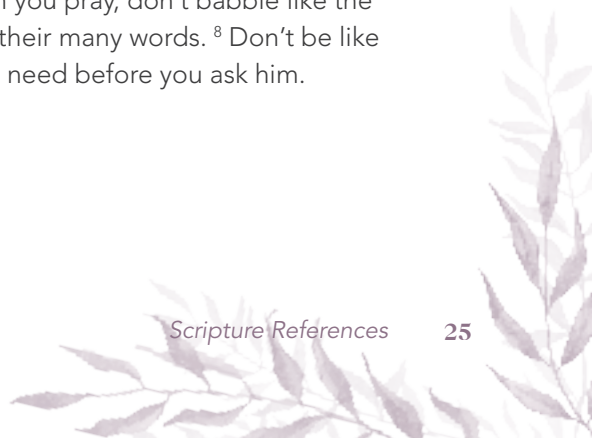 you pray, don't babble like the
their many words. ⁸ Don't be like
need before you ask him.
Scripture References 25